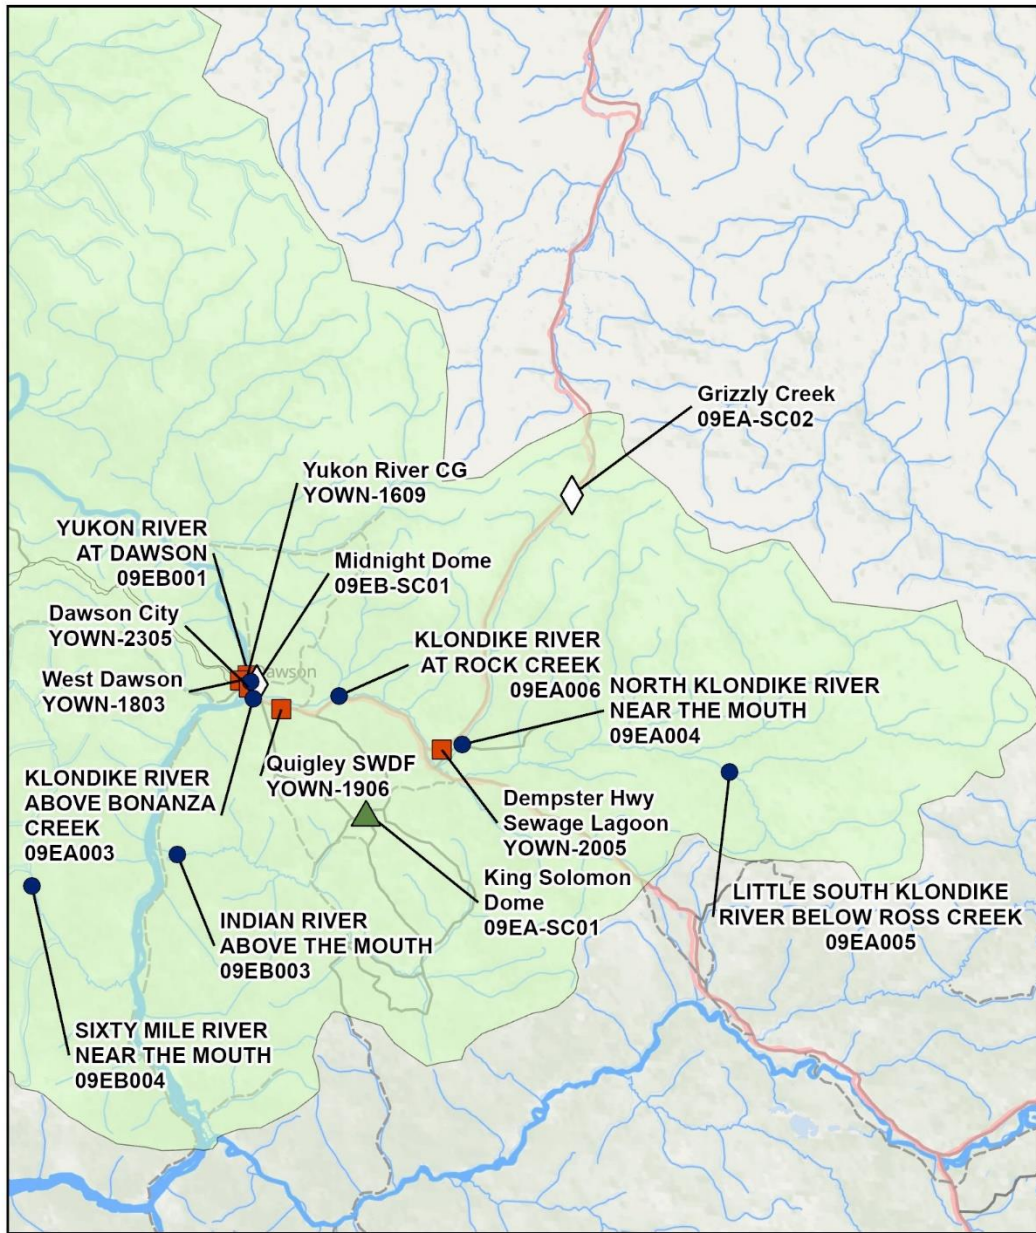 Grizzly Creek
09EA-SC02
Yukon River CG
YOWN-1609
YUKON RIVER
AT DAWSON
09EB001
Midnight Dome
09EB-SC01
Dawson City
YOWN-2305
West Dawson
YOWN-1803
Dawson
KLONDIKE RIVER
AT ROCK CREEK
09EA006
NORTH KLONDIKE RIVER
NEAR THE MOUTH
09EA004
KLONDIKE RIVER
ABOVE BONANZA
CREEK
09EA003
Quigley SWDF
YOWN-1906
Dempster Hwy
Sewage Lagoon
YOWN-2005
King Solomon
Dome
09EA-SC01
LITTLE SOUTH KLONDIKE
RIVER BELOW ROSS CREEK
09EA005
INDIAN RIVER
ABOVE THE MOUTH
09EB003
SIXTY MILE RIVER
NEAR THE MOUTH
09EB004